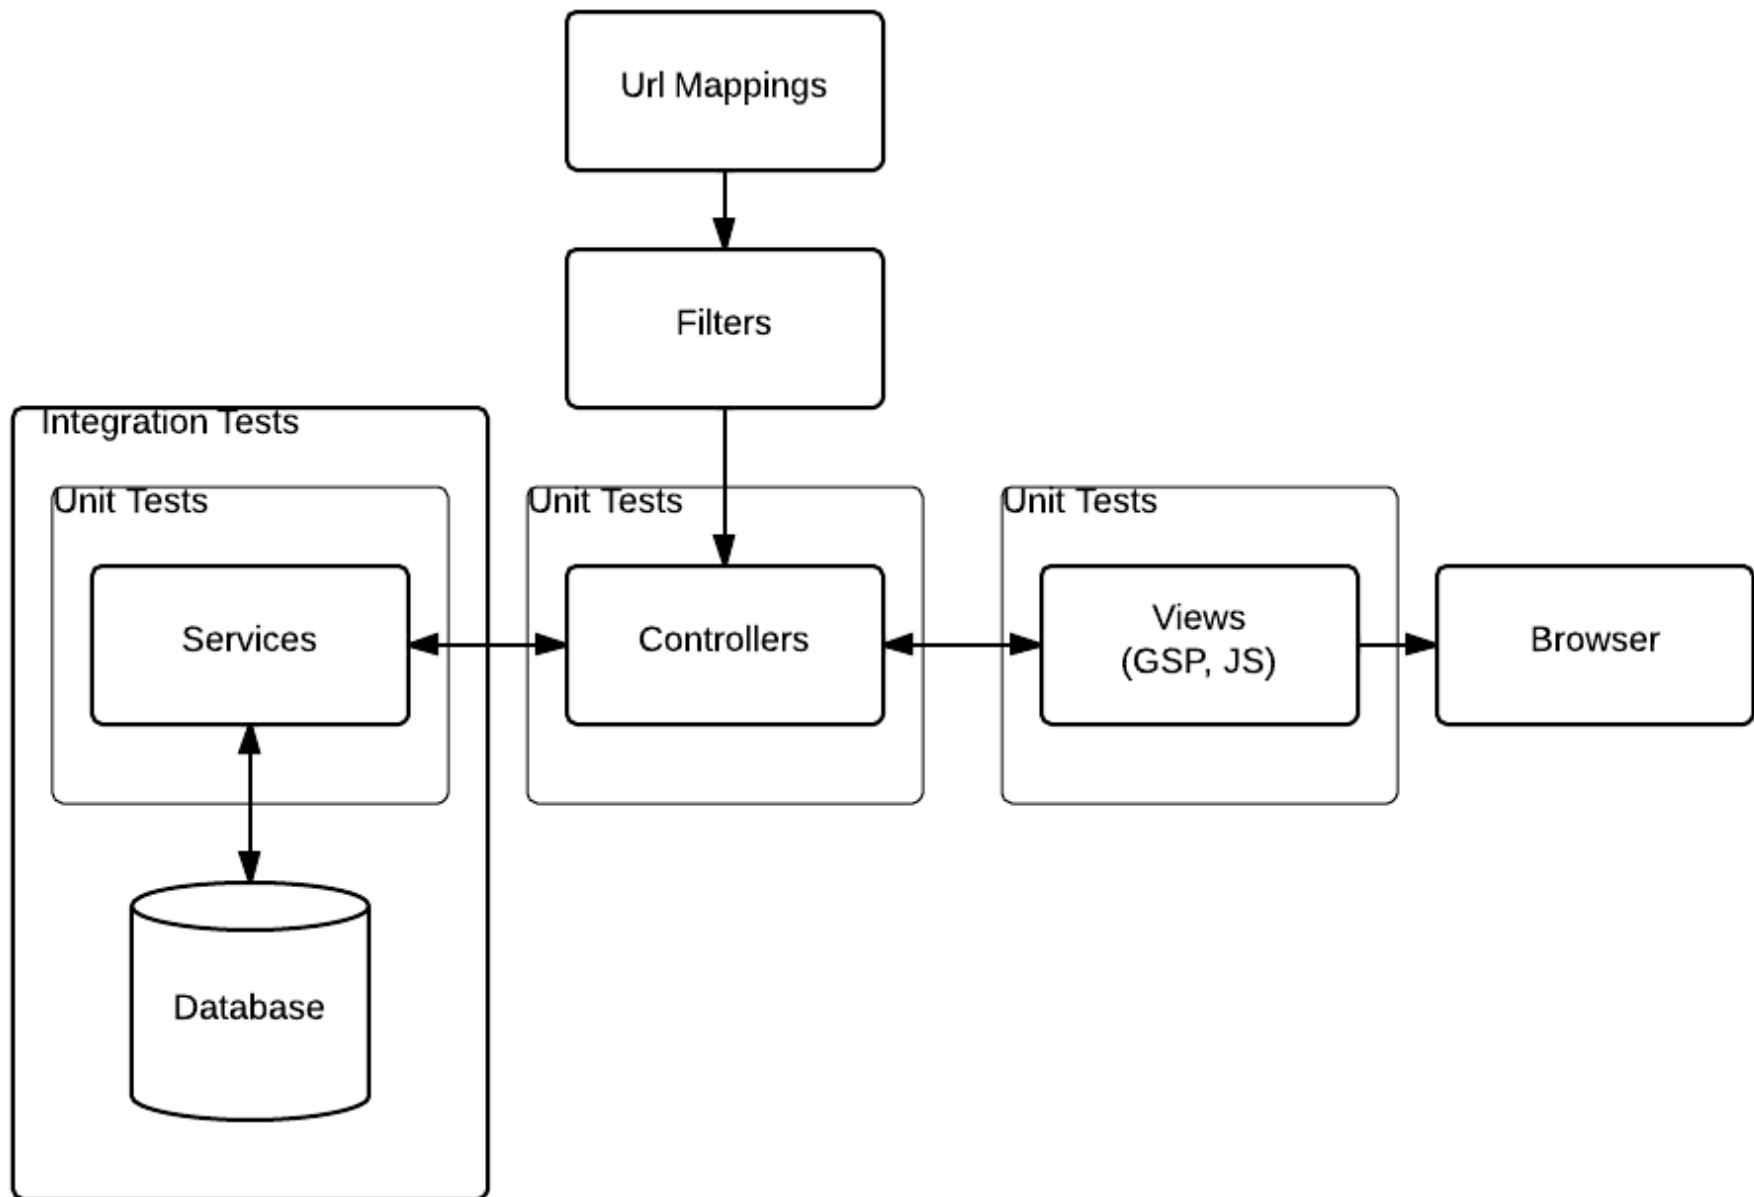 Url Mappings
Filters
Integration Tests
Unit Tests
Unit Tests
Unit Tests
Services
Controllers
Views
(GSP, JS)
Browser
Database